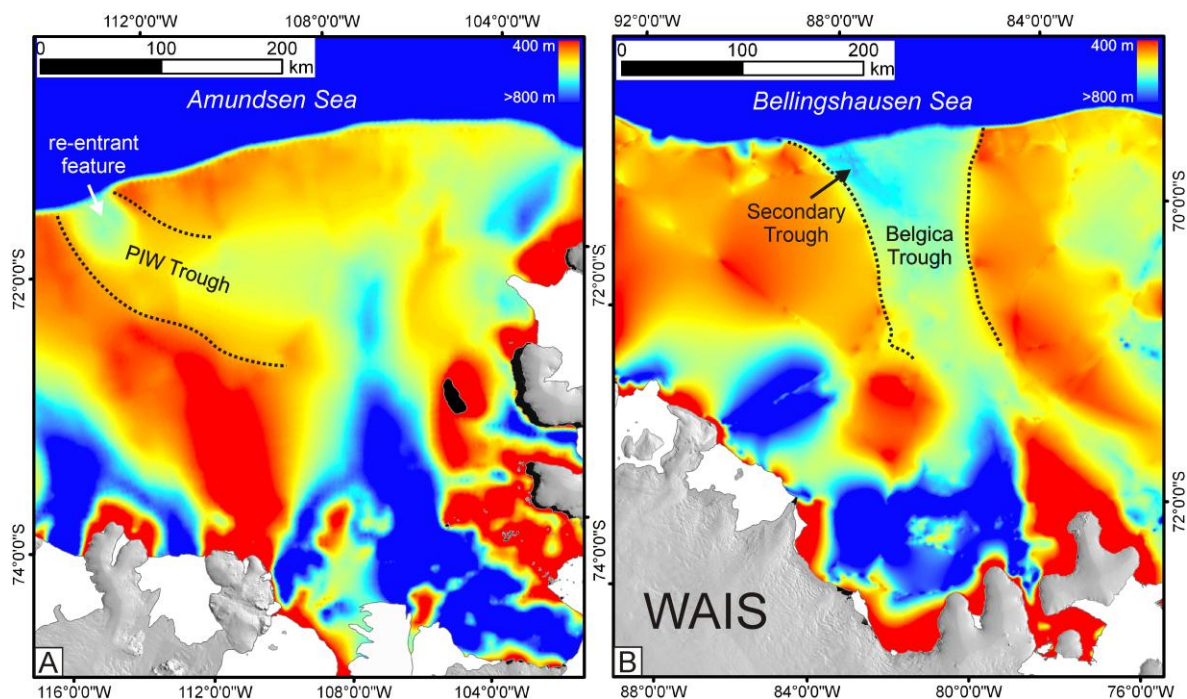 112°0'0"W
108°0'0"W
104°0'0"W
0
100
200
km
400 m
>800 m
Amundsen Sea
re-entrant
feature
PIW Trough
72°0'0"S
74°0'0"S
A
116°0'0"W
112°0'0"W
108°0'0"W
104°0'0"W
92°0'0"W
88°0'0"W
84°0'0"W
0
100
200
km
400 m
>800 m
Bellingshausen Sea
Secondary
Trough
Belgica
Trough
72°0'0"S
70°0'0"S
72°0'0"S
74°0'0"S
WAIS
B
88°0'0"W
84°0'0"W
80°0'0"W
76°0'0"W